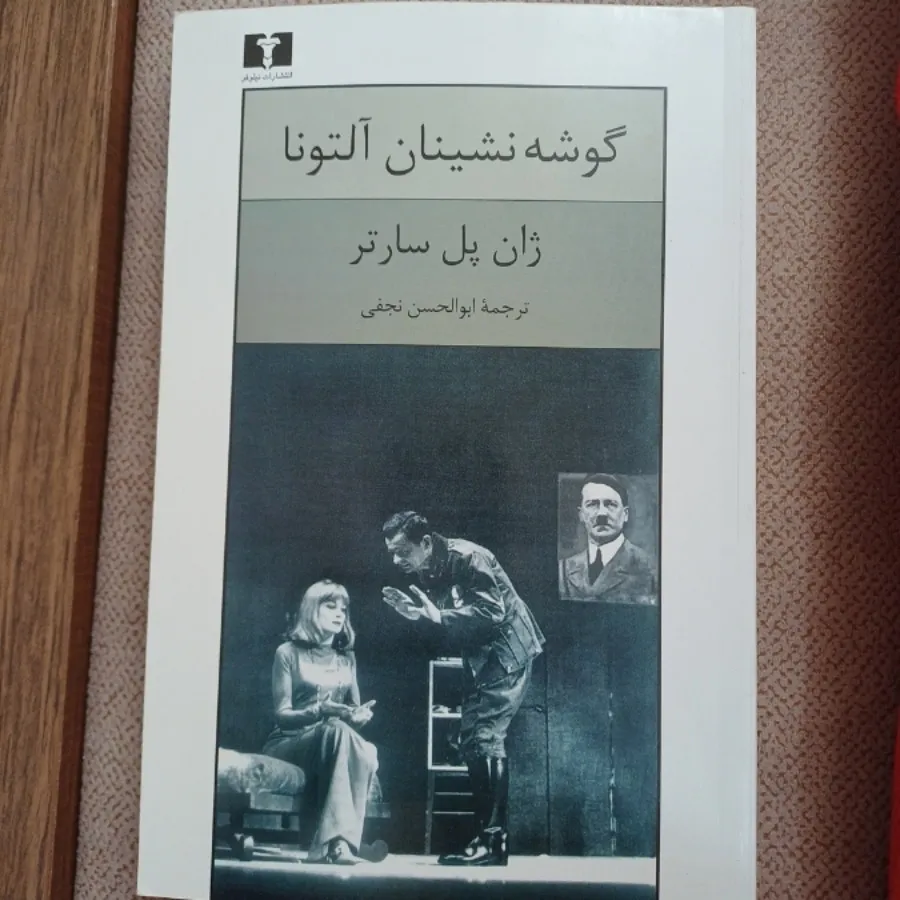 انتشارات نیلوفر
گوشه‌نشینان آلتونا
ژان پل سارتر
ترجمهٔ ابوالحسن نجفی